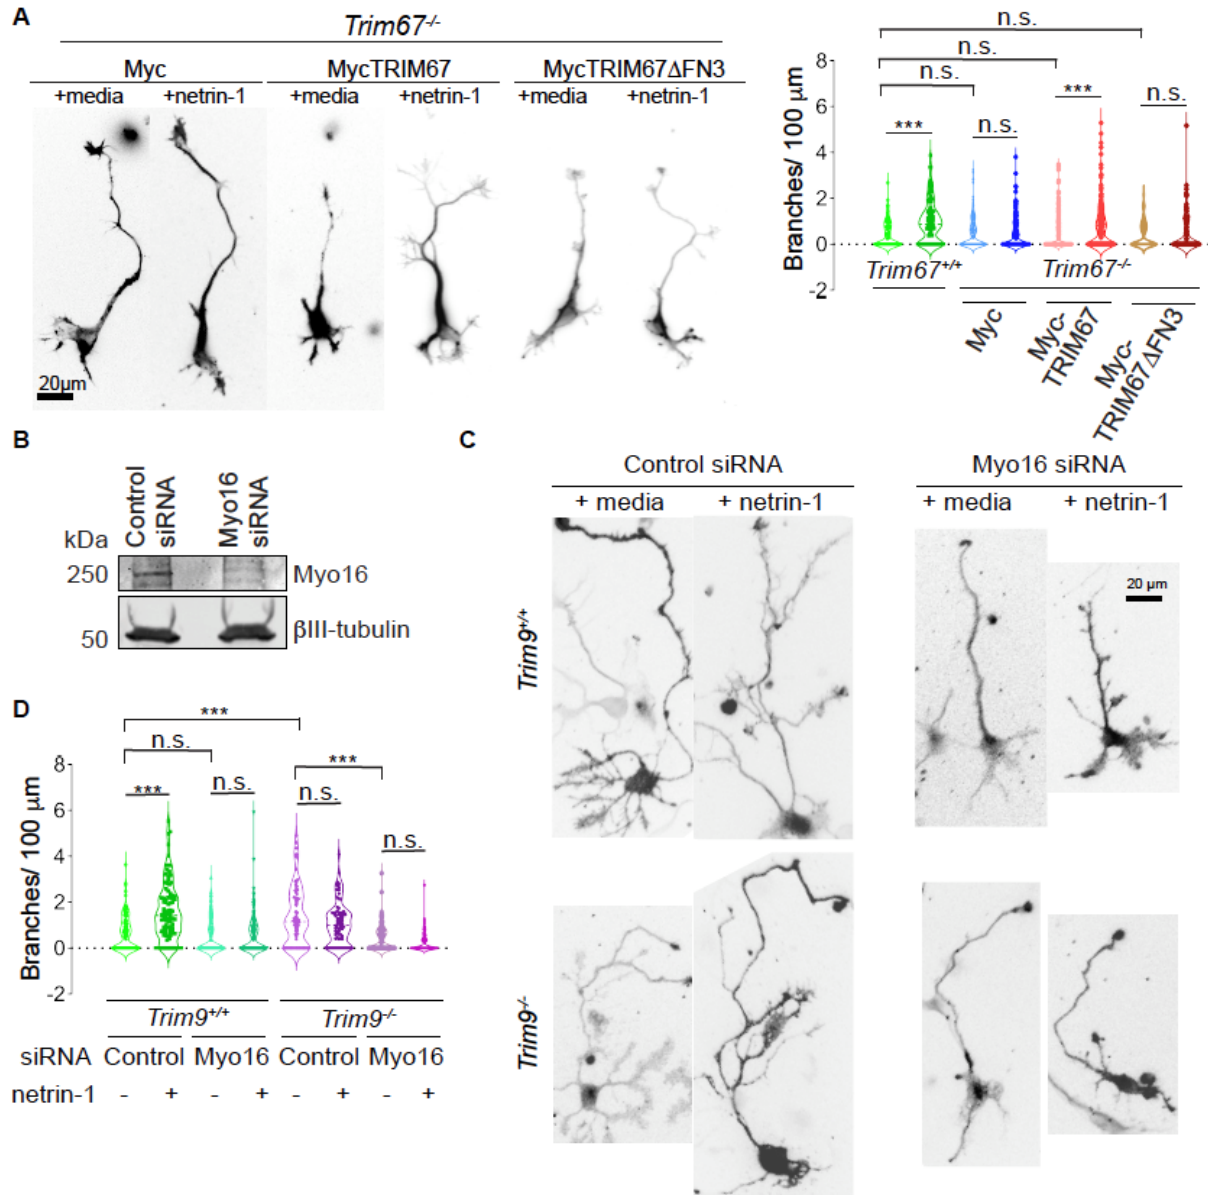 A
Trim67-/-
Myc MycTRIM67 MycTRIM67ΔFN3
+media +netrin-1 +media +netrin-1 +media +netrin-1
20µm
n.s.
n.s.
n.s.
*** n.s. *** n.s.
Branches/ 100 µm
8
6
4
2
0
-2
Trim67+/+ Trim67-/-
Myc
Myc-
TRIM67
Myc-
TRIM67ΔFN3
B
Control
siRNA
Myo16
siRNA
kDa
250 Myo16
50 βIII-tubulin
C
Control siRNA Myo16 siRNA
+ media + netrin-1 + media + netrin-1
20 µm
Trim9+/+
Trim9-/-
D
***
n.s. ***
*** n.s. n.s. n.s.
Branches/ 100 µm
8
6
4
2
0
-2
Trim9+/+ Trim9-/-
siRNA Control Myo16 Control Myo16
netrin-1 - + - + - + - +